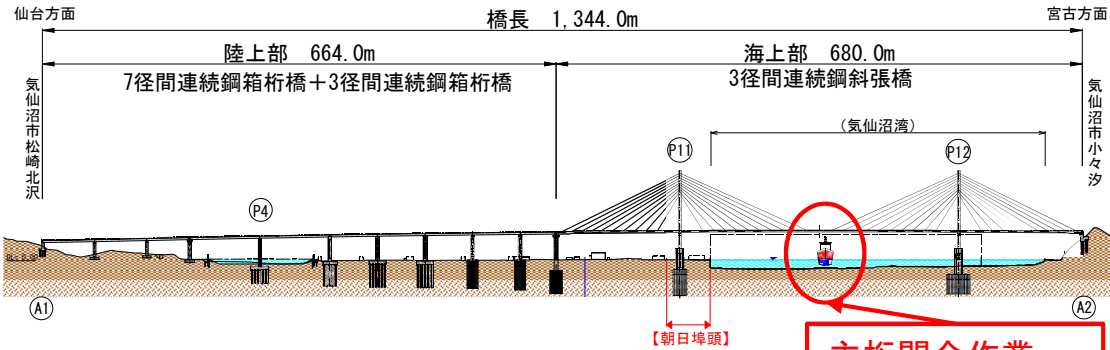 仙台方面
宮古方面
橋長 1,344.0m
陸上部 664.0m
海上部 680.0m
7径間連続鋼箱桁橋＋3径間連続鋼箱桁橋
3径間連続鋼斜張橋
気仙沼市松崎北沢
気仙沼市小々汐
(気仙沼湾)
P11
P12
P4
A1
A2
【朝日埠頭】